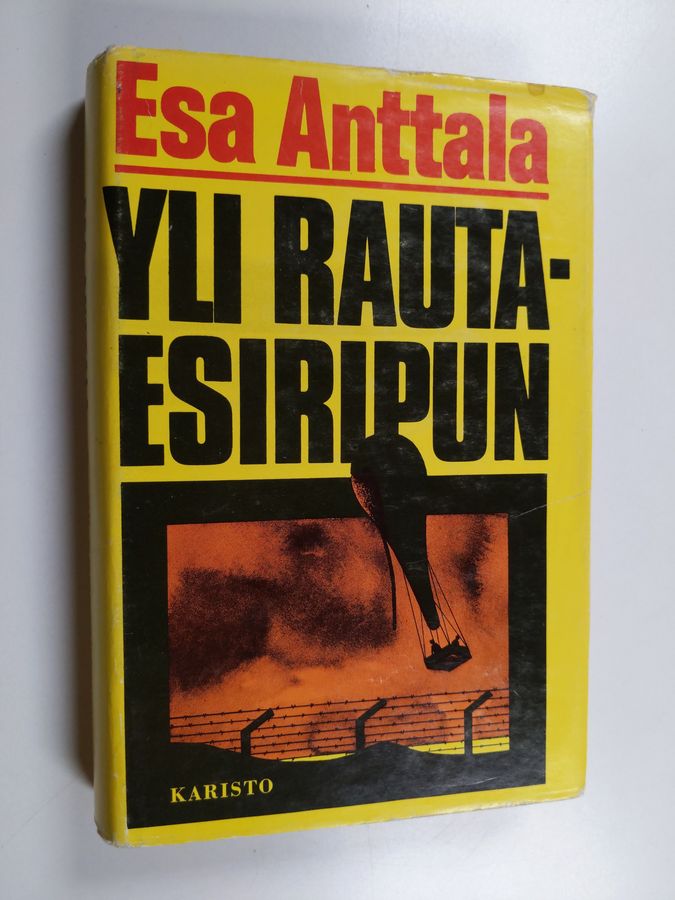 Esa Anttala
YLI RAUTA-
ESIRIPUN
KARISTO